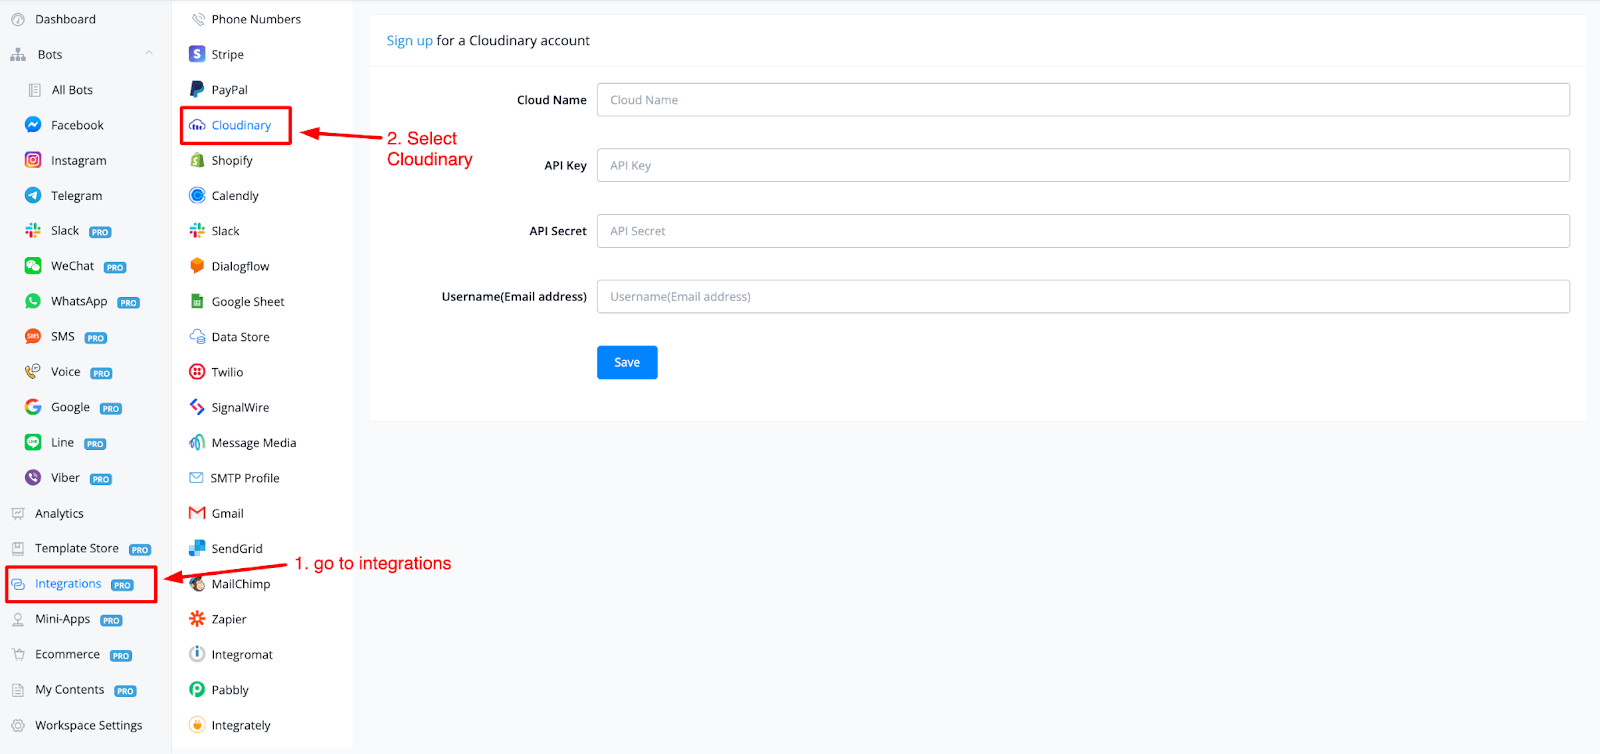 Dashboard
Bots
All Bots
Facebook
Instagram
Telegram
Slack PRO
WeChat PRO
WhatsApp PRO
SMS SMS PRO
Voice PRO
Google PRO
Line PRO
Viber PRO
Analytics
Template Store PRO
Integrations PRO
Mini-Apps PRO
Ecommerce PRO
My Contents PRO
Workspace Settings
Phone Numbers
S Stripe
PayPal
Cloudinary
Shopify
Calendly
Slack
Dialogflow
Google Sheet
Data Store
Twilio
SignalWire
Message Media
SMTP Profile
Gmail
SendGrid
MailChimp
Zapier
Integromat
Pabbly
Integrately
2. Select
Cloudinary
1. go to integrations
Sign up for a Cloudinary account
Cloud Name Cloud Name
API Key API Key
API Secret API Secret
Username(Email address) Username(Email address)
Save